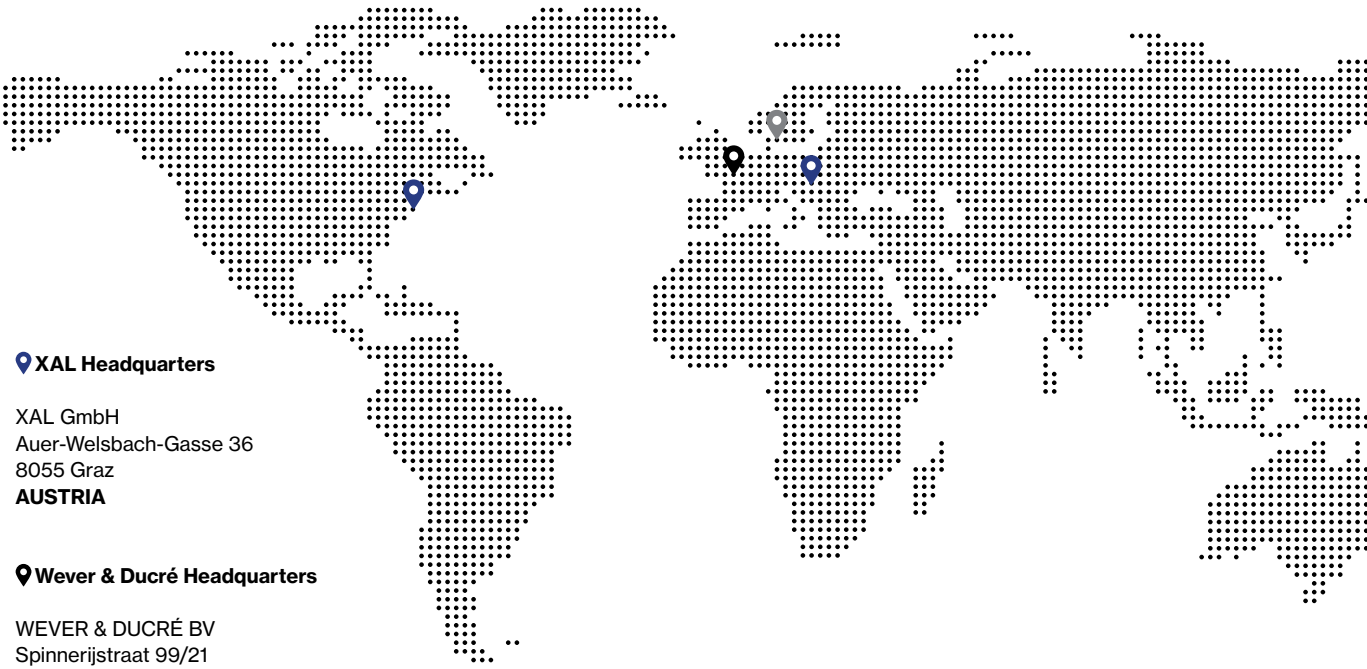 XAL Headquarters
XAL GmbH
Auer-Welsbach-Gasse 36
8055 Graz
AUSTRIA
Wever & Ducré Headquarters
WEVER & DUCRÉ BV
Spinnerijstraat 99/21